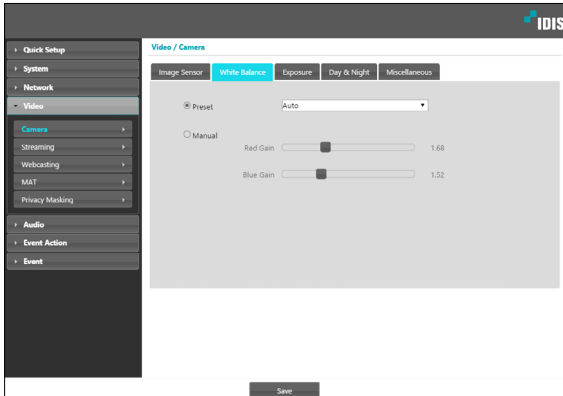 IDIS
Quick Setup
System
Network
Video
Camera
Streaming
Webcasting
MAT
Privacy Masking
Audio
Event Action
Event
Video / Camera
Image Sensor White Balance Exposure Day & Night Miscellaneous
Preset Auto
Manual
Red Gain 1.68
Blue Gain 1.52
Save